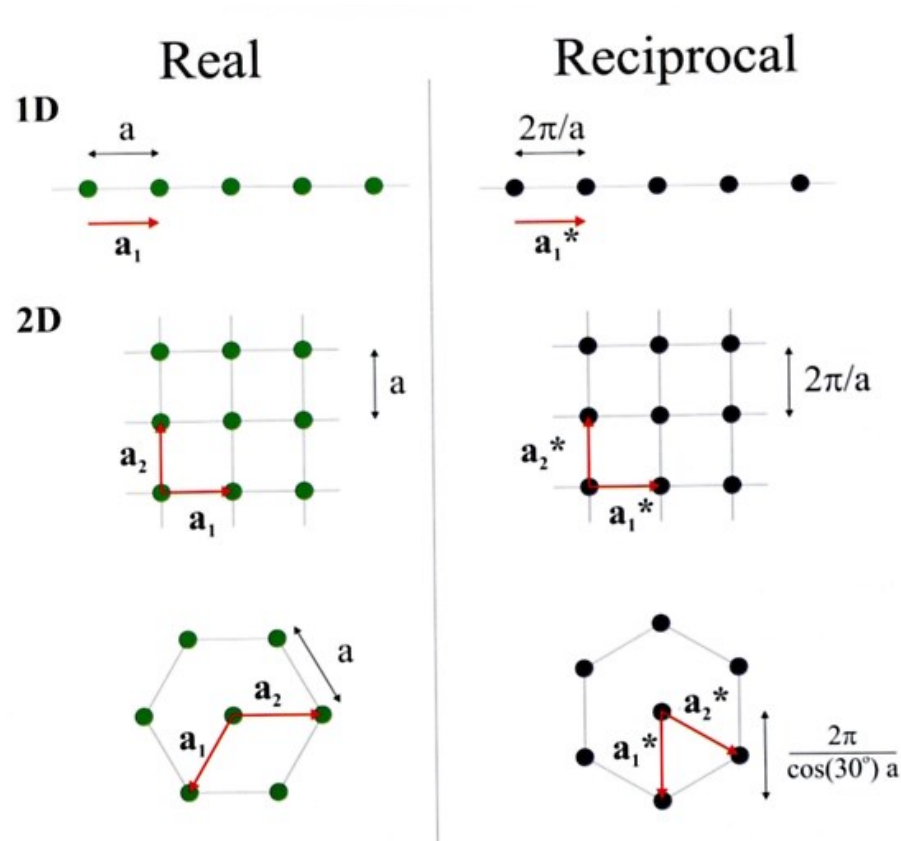 Real
Reciprocal
1D
a
2π/a
a₁
a₁*
2D
a
2π/a
a₂
a₁
a₂*
a₁*
a
a₂
a₁
a₂*
a₁*
2π
cos(30°) a